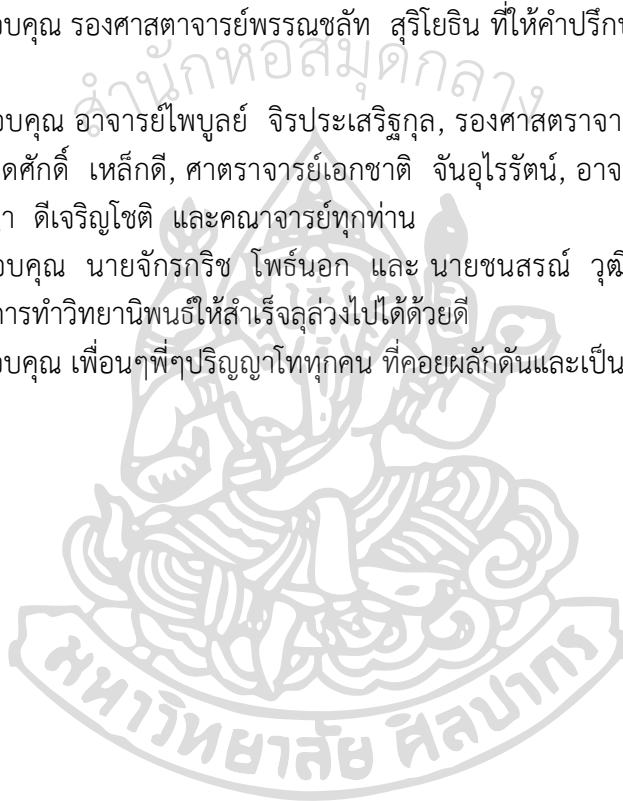 อบคุณ รองศาสตาจารย์พรรณชลัท สุริโยธิน ที่ให้คำปรึกษ
สำนักหอสมุดกลาง
อบคุณ อาจารย์ไพบูลย์ จิรประเสริฐกุล, รองศาสตราจา
ดศักดิ์ เหล็กดี, ศาตราจารย์เอกชาติ จันอุไรรัตน์, อาจ
า ดีเจริญโชติ และคณาจารย์ทุกท่าน
อบคุณ นายจักรกริช โพธ์นอก และ นายชนสรณ์ วุฒิ
การทำวิทยานิพนธ์ให้สำเร็จลุล่วงไปได้ด้วยดี
อบคุณ เพื่อนๆพี่ๆปริญญาโททุกคน ที่คอยผลักดันและเป็น
มหาวิทยาลัย ศิลปากร